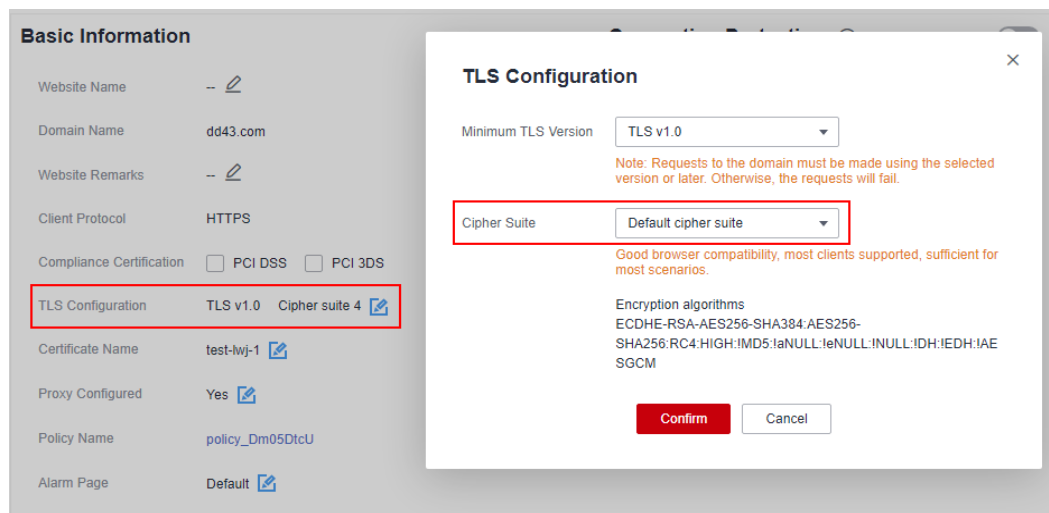 Basic Information
Website Name --
Domain Name dd43.com
Website Remarks --
Client Protocol HTTPS
Compliance Certification PCI DSS PCI 3DS
TLS Configuration TLS v1.0 Cipher suite 4
Certificate Name test-lwj-1
Proxy Configured Yes
Policy Name policy_Dm05DtcU
Alarm Page Default
TLS Configuration
Minimum TLS Version TLS v1.0
Note: Requests to the domain must be made using the selected
version or later. Otherwise, the requests will fail.
Cipher Suite Default cipher suite
Good browser compatibility, most clients supported, sufficient for
most scenarios.
Encryption algorithms
ECDHE-RSA-AES256-SHA384:AES256-
SHA256:RC4:HIGH:!MD5:!aNULL:!eNULL:!NULL:!DH:!EDH:!AE
SGCM
Confirm Cancel